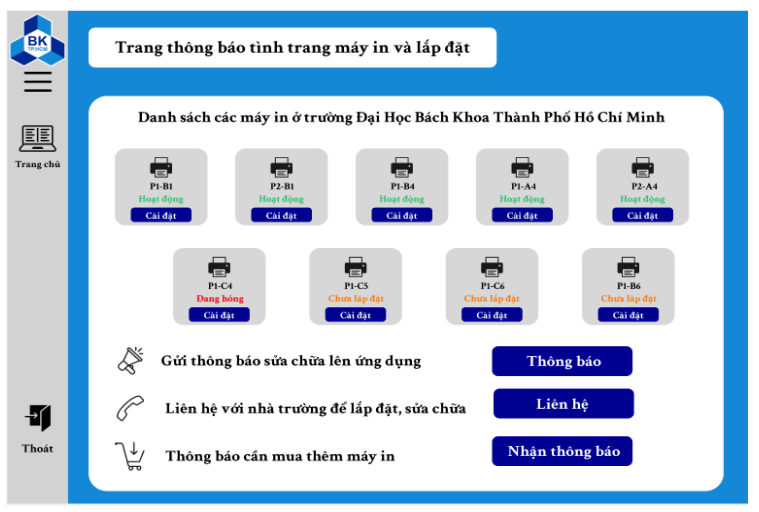 BK
TP.HCM
Trang thông báo tình trang máy in và lắp đặt
Danh sách các máy in ở trường Đại Học Bách Khoa Thành Phố Hồ Chí Minh
Trang chủ
P1-B1 P2-B1 P1-B4 P1-A4 P2-A4
Hoạt động Hoạt động Hoạt động Hoạt động Hoạt động
Cài đặt Cài đặt Cài đặt Cài đặt Cài đặt
P1-C4 P1-C5 P1-C6 P1-B6
Đang hỏng Chưa lắp đặt Chưa lắp đặt Chưa lắp đặt
Cài đặt Cài đặt Cài đặt Cài đặt
Gửi thông báo sửa chữa lên ứng dụng Thông báo
Liên hệ với nhà trường để lắp đặt, sửa chữa Liên hệ
Thông báo cần mua thêm máy in Nhận thông báo
Thoát